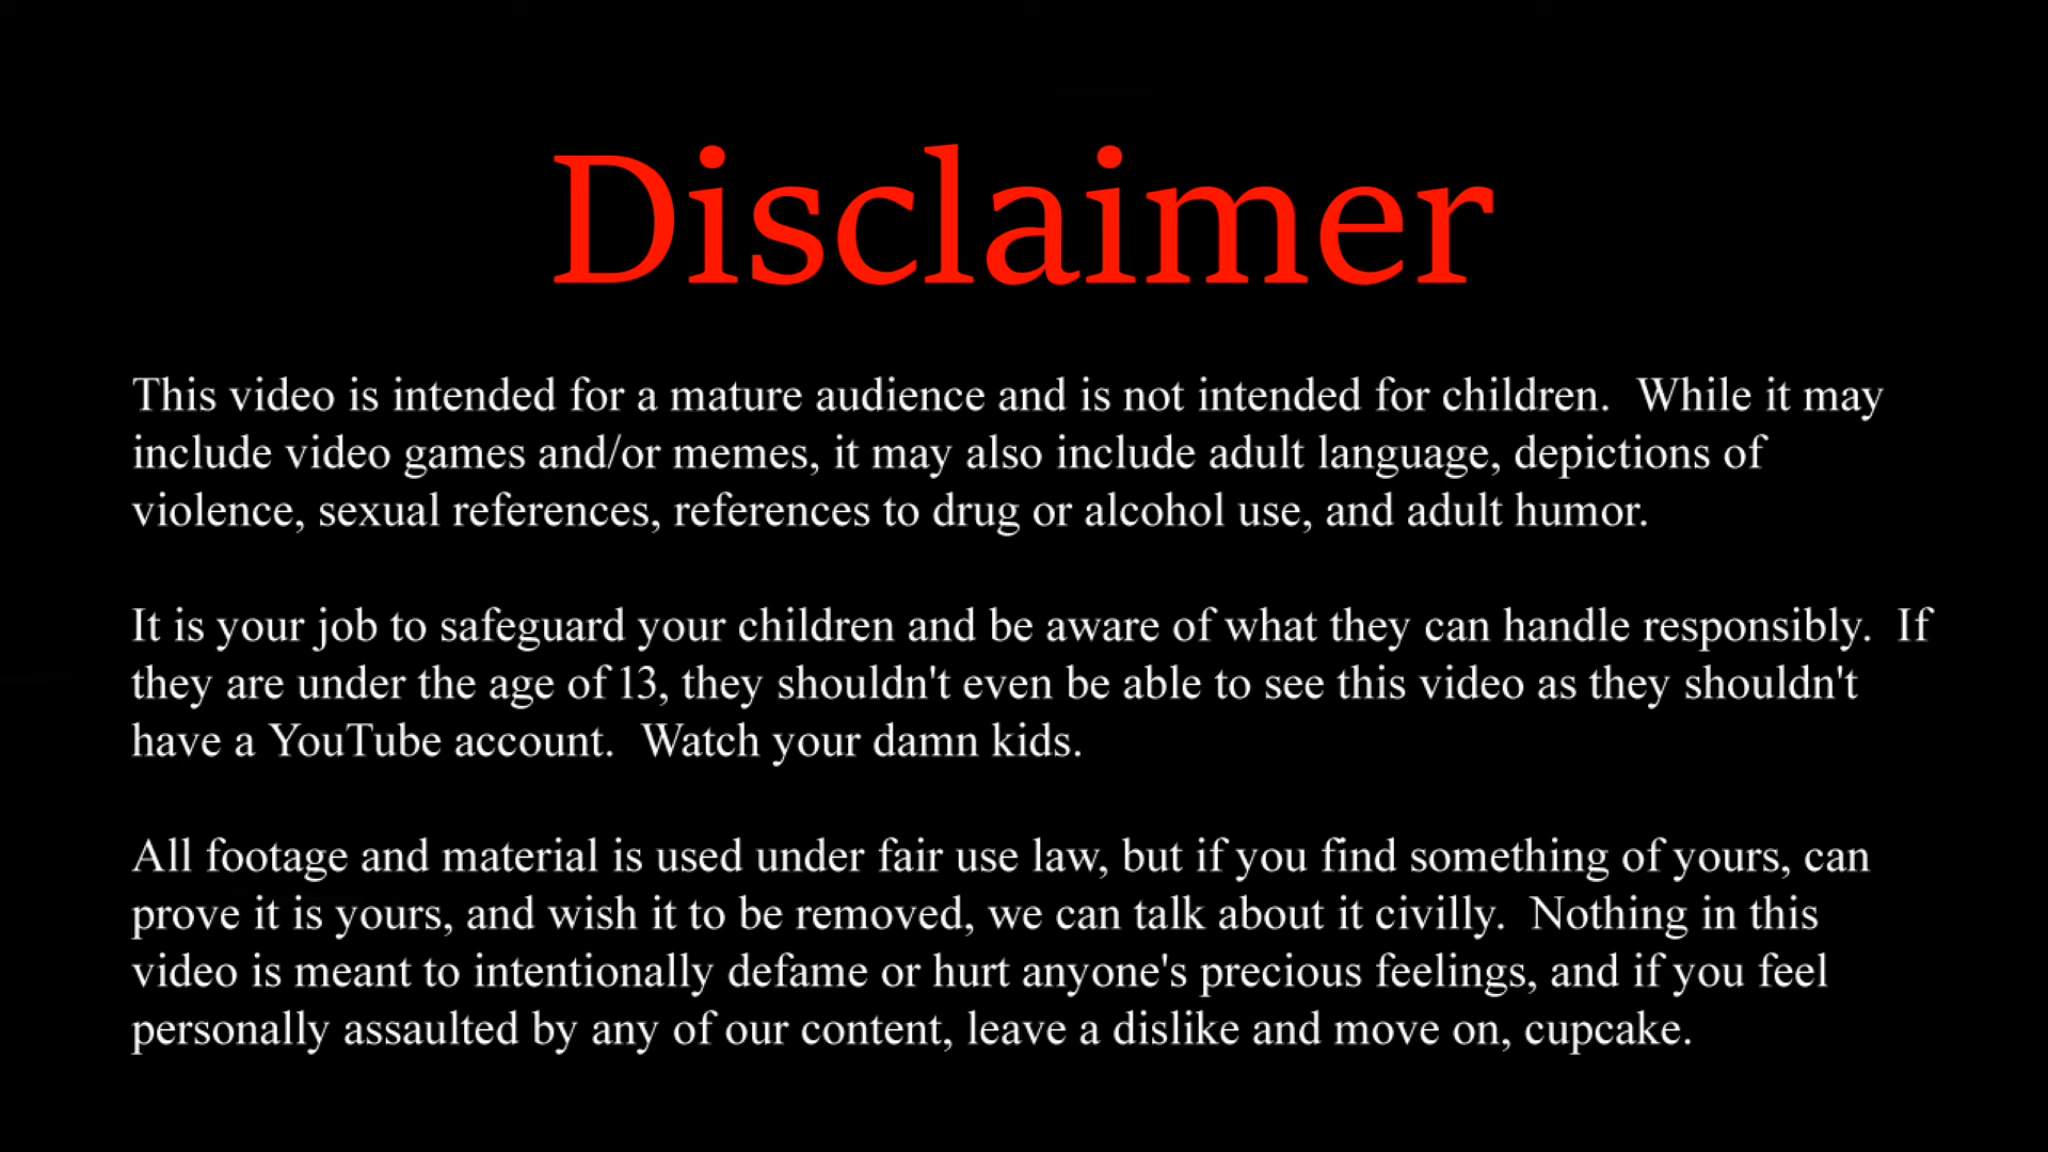 Disclaimer
This video is intended for a mature audience and is not intended for children.  While it may
include video games and/or memes, it may also include adult language, depictions of
violence, sexual references, references to drug or alcohol use, and adult humor.
It is your job to safeguard your children and be aware of what they can handle responsibly.  If
they are under the age of 13, they shouldn't even be able to see this video as they shouldn't
have a YouTube account.  Watch your damn kids.
All footage and material is used under fair use law, but if you find something of yours, can
prove it is yours, and wish it to be removed, we can talk about it civilly.  Nothing in this
video is meant to intentionally defame or hurt anyone's precious feelings, and if you feel
personally assaulted by any of our content, leave a dislike and move on, cupcake.